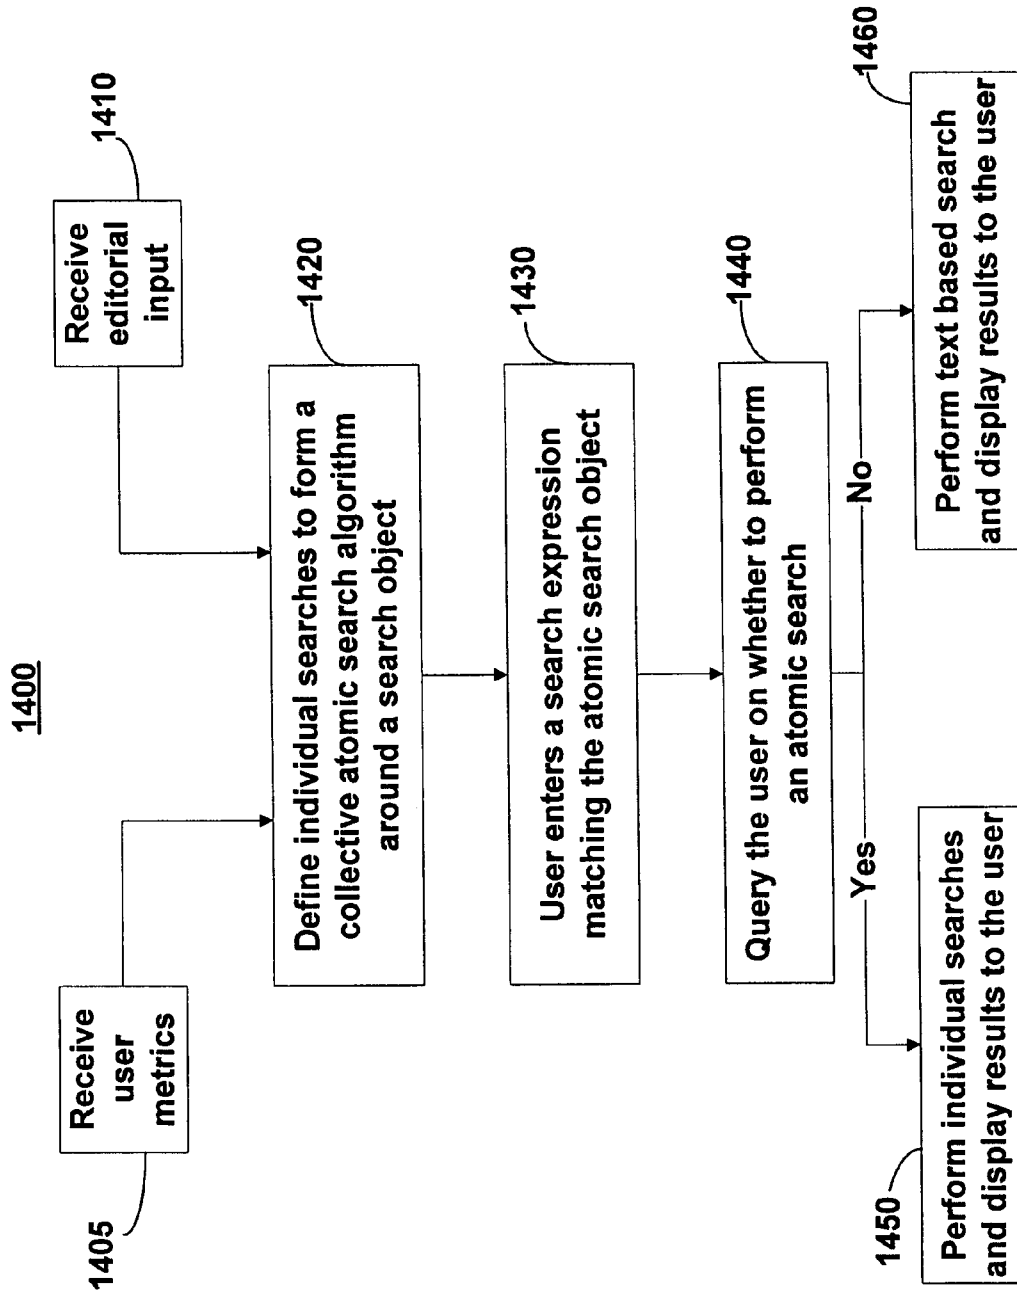 1400
1405
Receive
user
metrics
Receive
editorial
input
1410
Define individual searches to form a
collective atomic search algorithm
around a search object
1420
User enters a search expression
matching the atomic search object
1430
Query the user on whether to perform
an atomic search
1440
Yes
No
1450
Perform individual searches
and display results to the user
Perform text based search
and display results to the user
1460